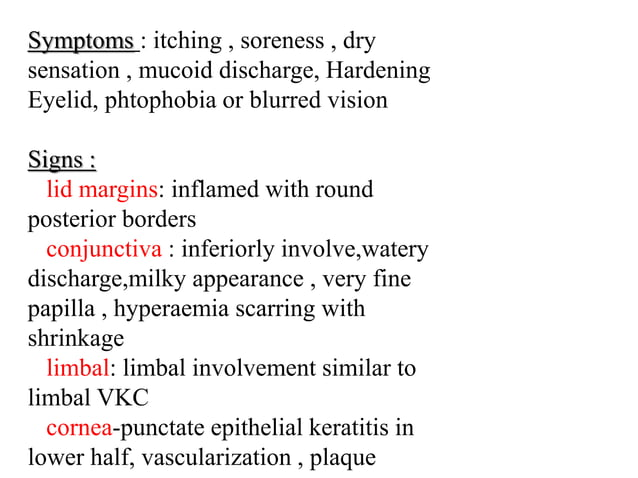 Symptoms : itching , soreness , dry
sensation , mucoid discharge, Hardening
Eyelid, phtophobia or blurred vision
Signs :
lid margins: inflamed with round
posterior borders
conjunctiva : inferiorly involve,watery
discharge,milky appearance , very fine
papilla , hyperaemia scarring with
shrinkage
limbal: limbal involvement similar to
limbal VKC
cornea-punctate epithelial keratitis in
lower half, vascularization , plaque